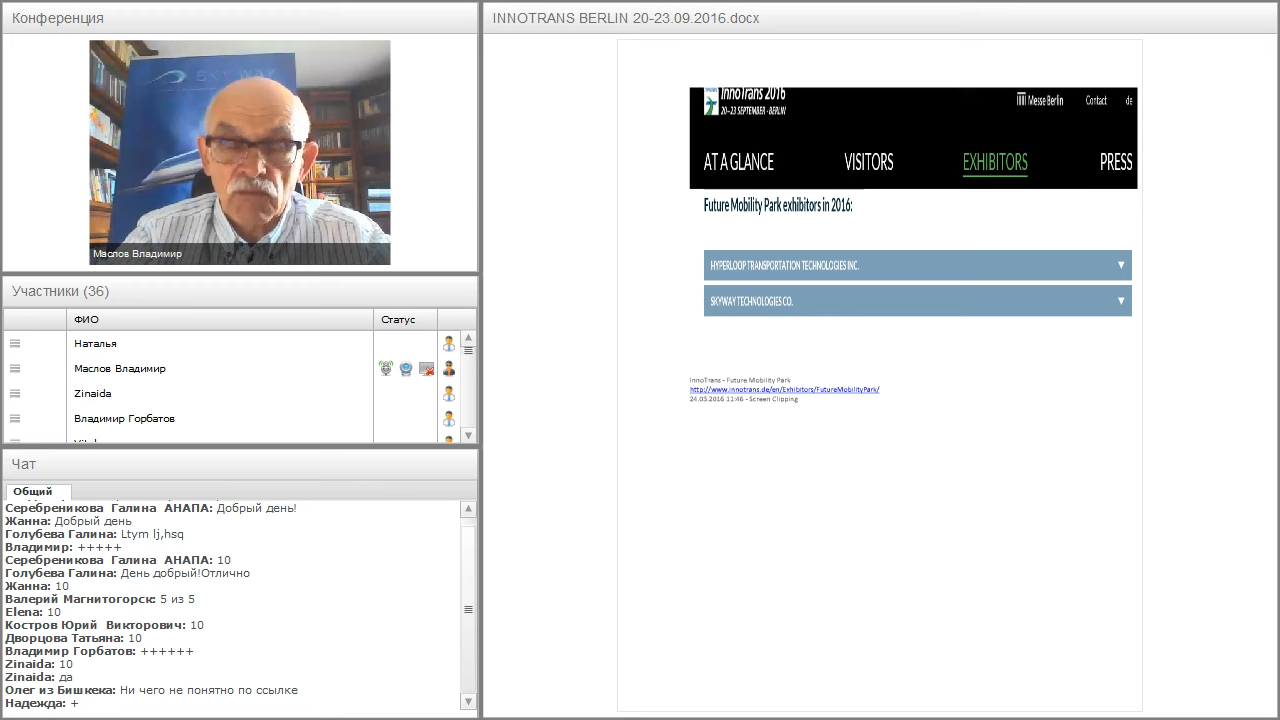 Конференция
SKY WAY
Маслов Владимир
Участники (36)
ФИО
Статус
Наталья
Маслов Владимир
Zinaida
Владимир Горбатов
Чат
Общий
Серебреникова Галина АНАПА: Добрый день!
Жанна: Добрый день
Голубева Галина: Ltym lj,hsq
Владимир: +++++
Серебреникова Галина АНАПА: 10
Голубева Галина: День добрый!Отлично
Жанна: 10
Валерий Магнитогорск: 5 из 5
Elena: 10
Костров Юрий Викторович: 10
Дворцова Татьяна: 10
Владимир Горбатов: ++++++
Zinaida: 10
Zinaida: да
Олег из Бишкека: Ни чего не понятно по ссылке
Надежда: +
INNOTRANS BERLIN 20-23.09.2016.docx
InnoTrans 2016
20–23 SEPTEMBER · BERLIN
Messe Berlin
Contact
de
AT A GLANCE
VISITORS
EXHIBITORS
PRESS
Future Mobility Park exhibitors in 2016:
HYPERLOOP TRANSPORTATION TECHNOLOGIES INC.
SKYWAY TECHNOLOGIES CO.
InnoTrans - Future Mobility Park
http://www.innotrans.de/en/Exhibitors/FutureMobilityPark/
24.03.2016 11:46 - Screen Clipping